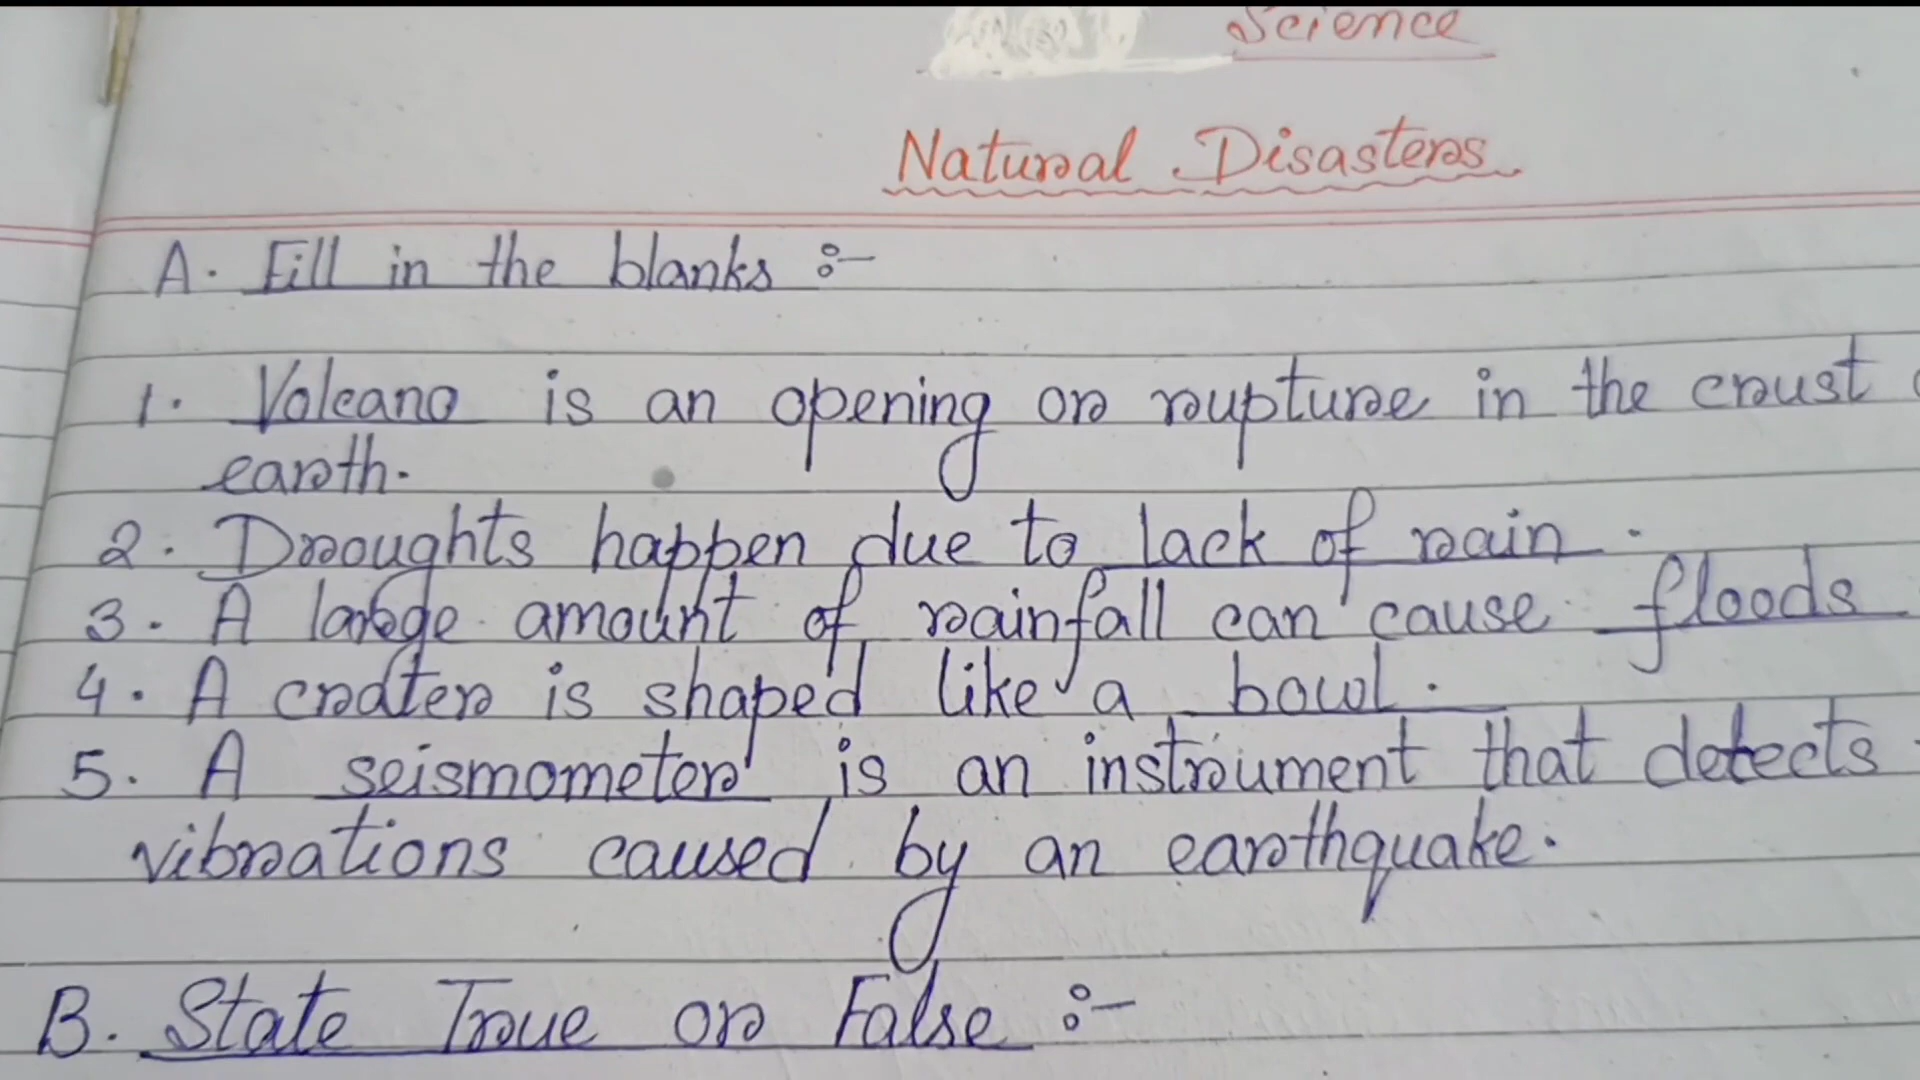 Science
Natural Disasters
A. Fill in the blanks :-
1. Volcano is an opening or rupture in the crust
earth.
2. Droughts happen due to lack of rain.
3. A large amount of rainfall can cause floods
4. A crater is shaped like a bowl.
5. A seismometer is an instrument that detects
vibrations caused by an earthquake.
B. State True or False :-